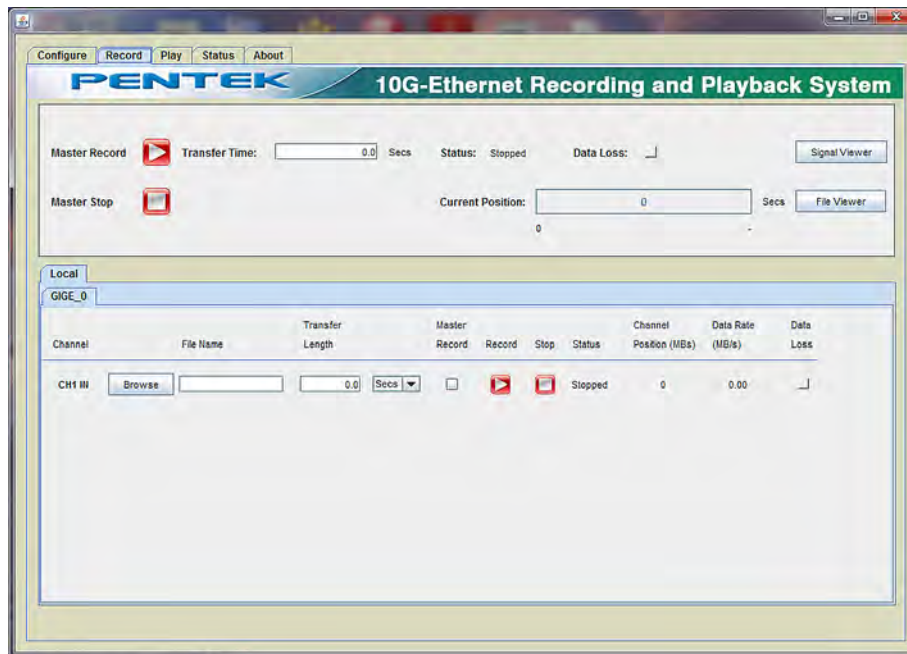 Configure Record Play Status About
PENTEK 10G-Ethernet Recording and Playback System
Master Record Transfer Time: 0.0 Secs Status: Stopped Data Loss: Signal Viewer
Master Stop Current Position: 0 Secs File Viewer
0 -
Local
GIGE_0
Transfer Master Channel Data Rate Data
Channel File Name Length Record Record Stop Status Position (MBs) (MB/s) Loss
CH1 IN Browse 0.0 Secs Stopped 0 0.00